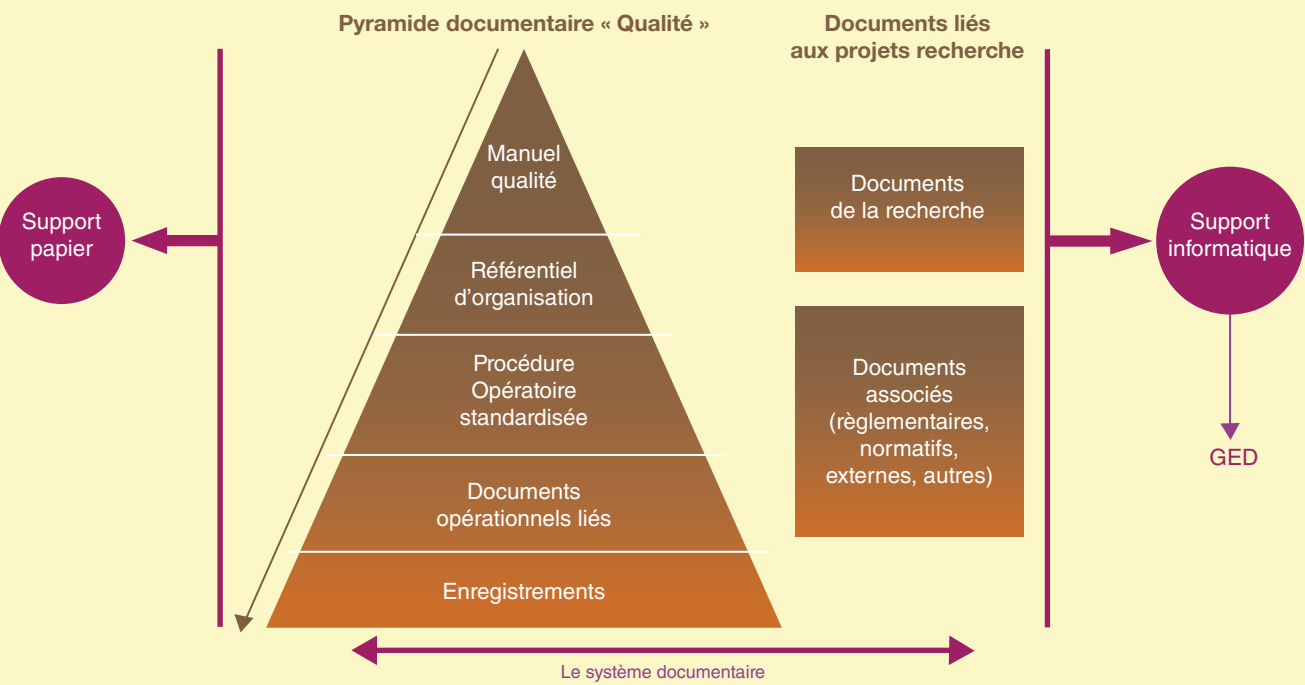 Pyramide documentaire « Qualité »
Documents liés
aux projets recherche
Support
papier
Manuel
qualité
Référentiel
d’organisation
Procédure
Opératoire
standardisée
Documents
opérationnels liés
Enregistrements
Documents
de la recherche
Documents
associés
(règlementaires,
normatifs,
externes, autres)
Support
informatique
GED
Le système documentaire